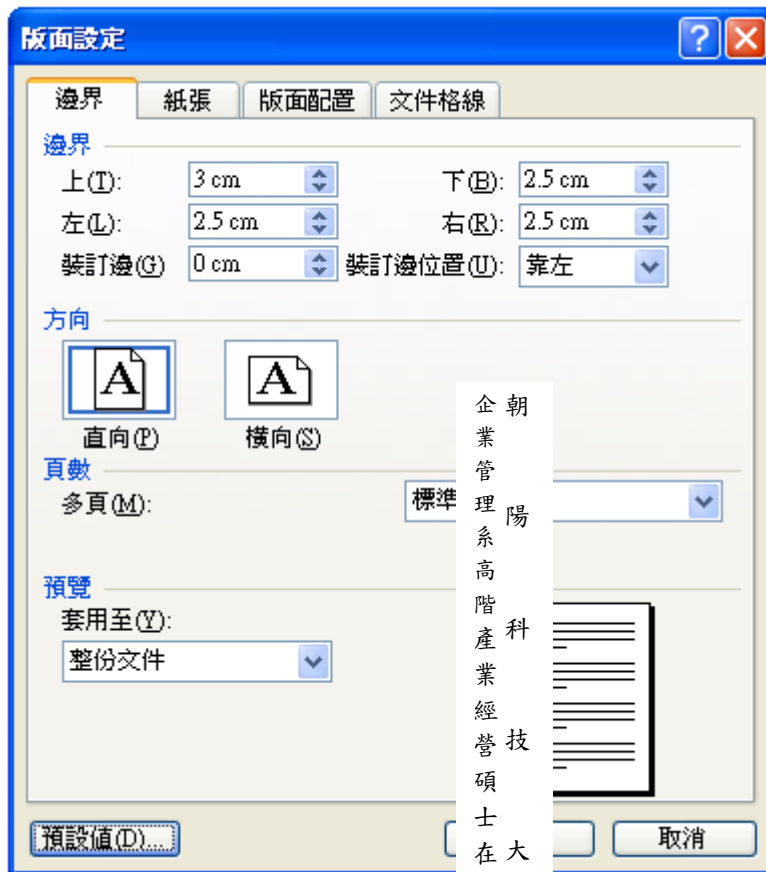 版面設定
邊界 紙張 版面配置 文件格線
邊界
上(T): 3 cm 下(B): 2.5 cm
左(L): 2.5 cm 右(R): 2.5 cm
裝訂邊(G) 0 cm 裝訂邊位置(U): 靠左
方向
A A
直向(P) 橫向(S)
頁數
多頁(M): 標準
預覽
套用至(Y):
整份文件
預設值(D)... 取消
朝陽科技大
企業管理系高階產業經營碩士在